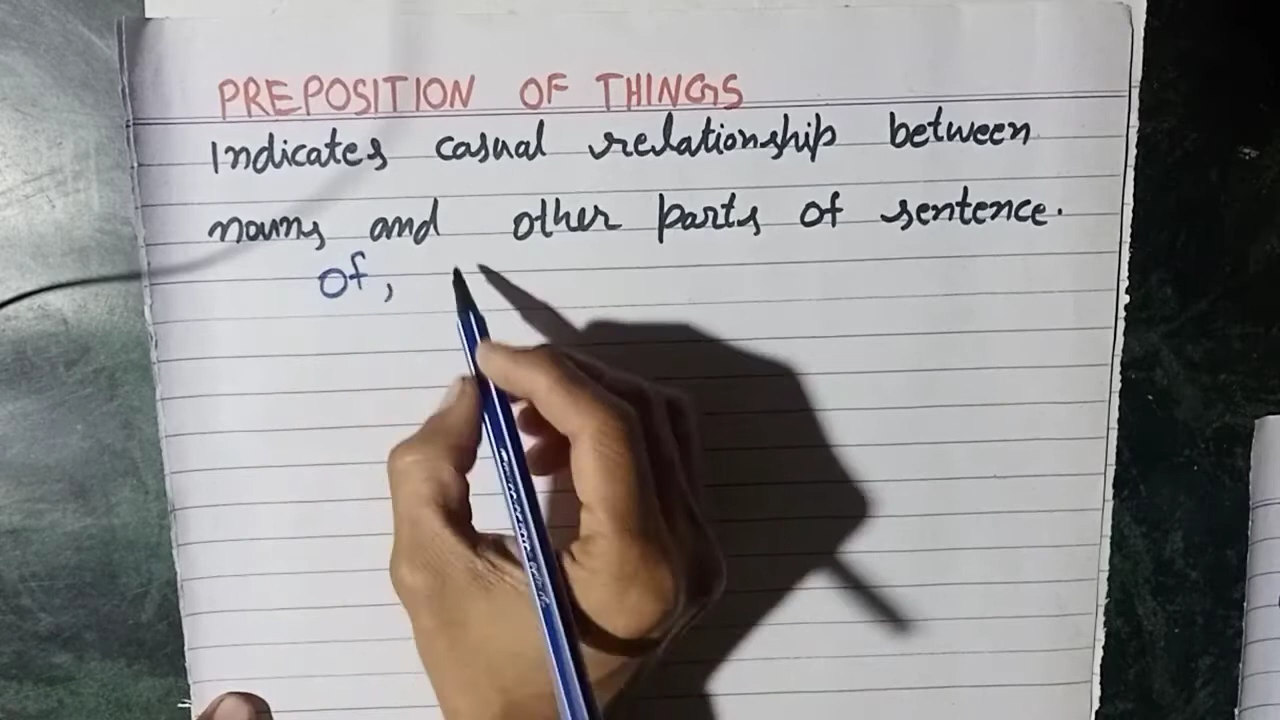 PREPOSITION OF THINGS
Indicates casual relationship between
nouns and other parts of sentence.
of,